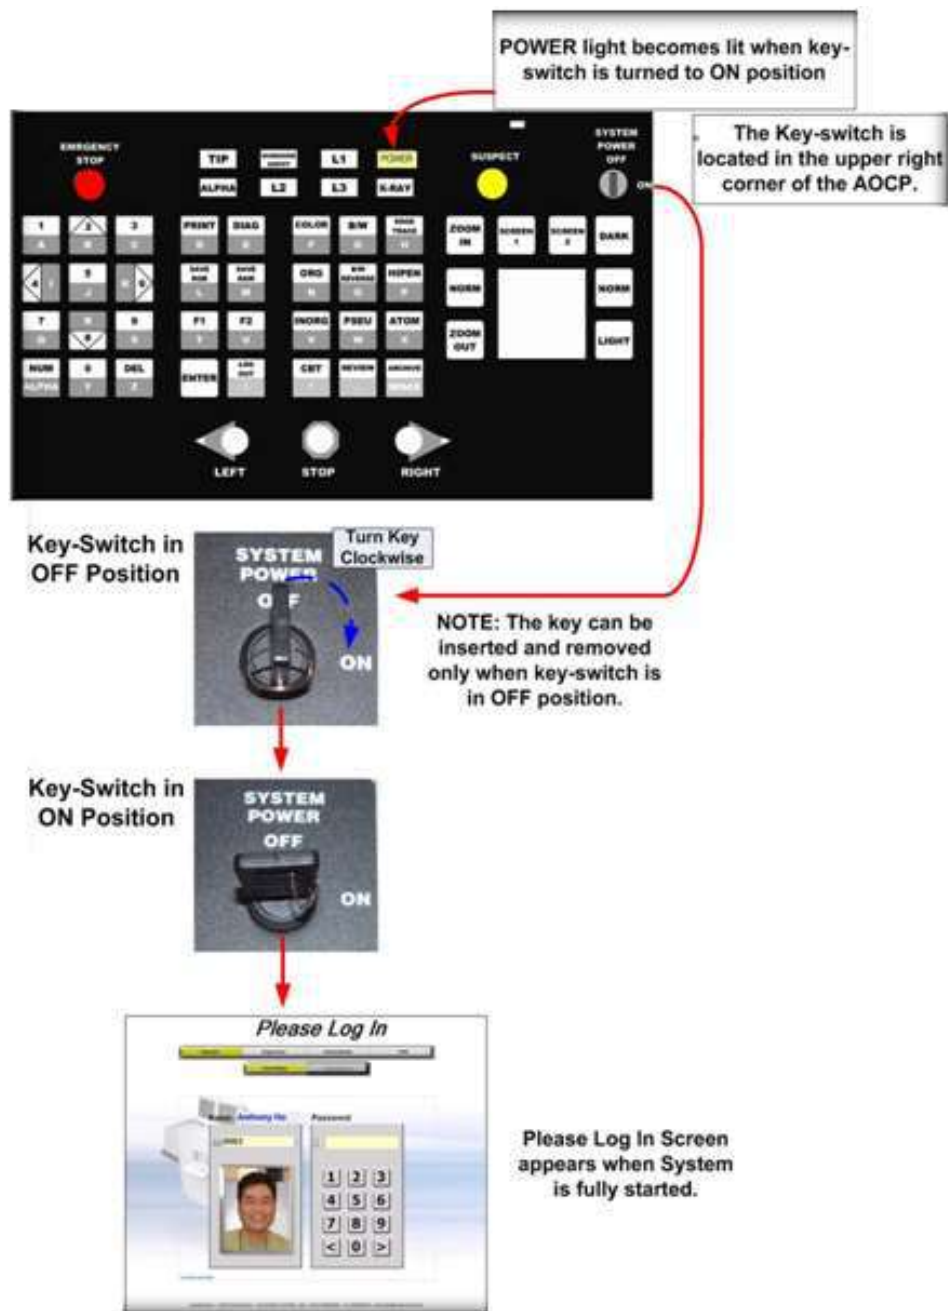 POWER light becomes lit when key-
switch is turned to ON position
The Key-switch is
located in the upper right
corner of the AOCP.
EMRGENCY
STOP
SUSPECT
SYSTEM
POWER
OFF
ON
TIP
L1
POWER
ALPHA
L2
L3
X-RAY
1
2
3
PRINT
DIAG
COLOR
B/W
ZOOM
IN
SCREEN
1
SCREEN
2
DARK
4
5
6
J
ORG
HIPEN
NORM
NORM
7
9
F1
F2
INORG
PSEU
ATOM
ZOOM
OUT
LIGHT
NUM
ALPHA
0
DEL
Y
Z
ENTER
LOG
OUT
CBT
REVIEW
ARCHIVE
LEFT
STOP
RIGHT
Key-Switch in
OFF Position
SYSTEM
POWER
OFF
ON
Turn Key
Clockwise
NOTE: The key can be
inserted and removed
only when key-switch is
in OFF position.
Key-Switch in
ON Position
SYSTEM
POWER
OFF
ON
Please Log In
Anthony Ho
Password
1 2 3
4 5 6
7 8 9
< 0 >
Please Log In Screen
appears when System
is fully started.